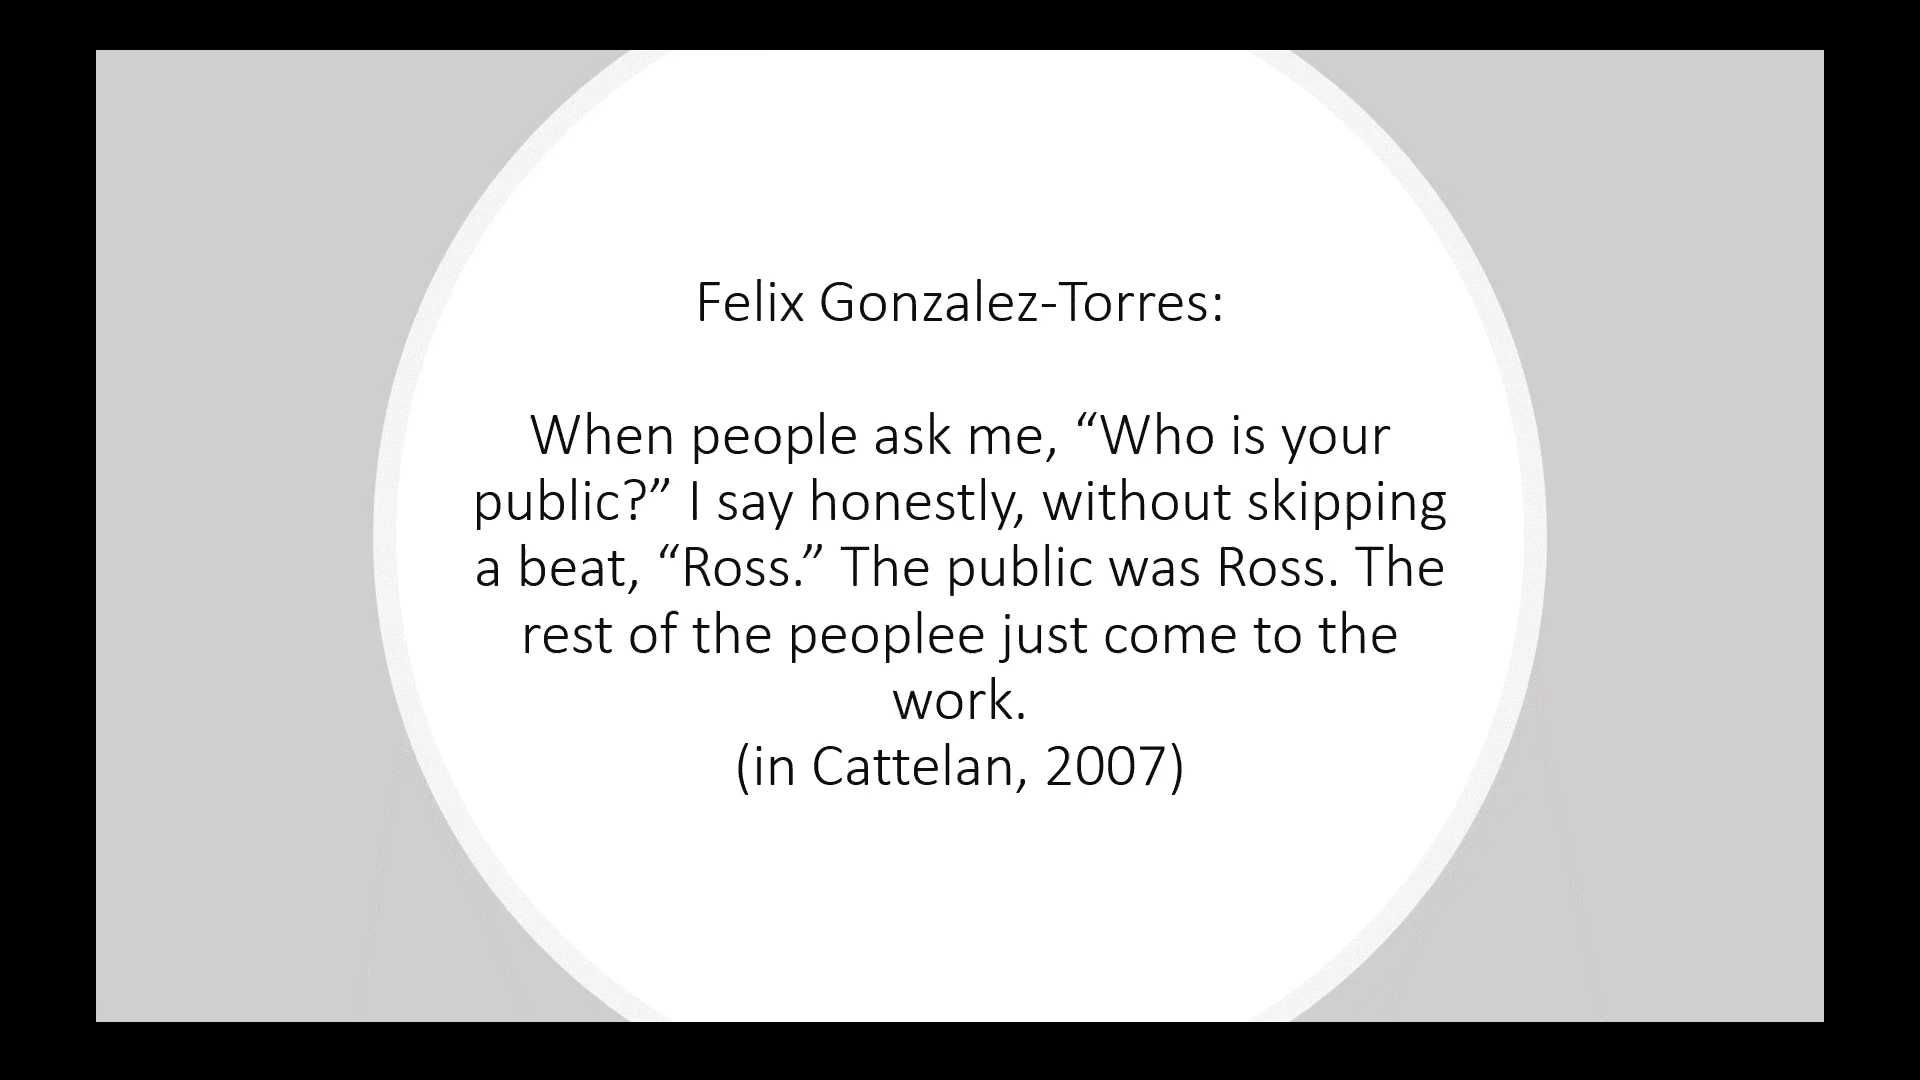 Felix Gonzalez-Torres:
When people ask me, “Who is your
public?” I say honestly, without skipping
a beat, “Ross.” The public was Ross. The
rest of the peoplee just come to the
work.
(in Cattelan, 2007)